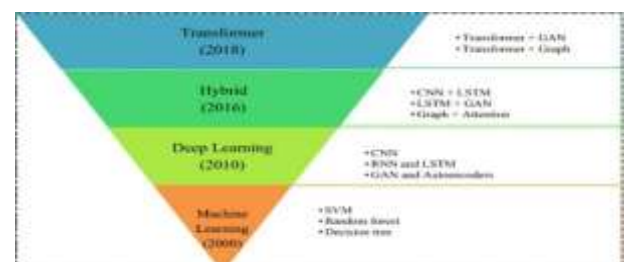 Transformer
(2018)
• Transformer + GAN
• Transformer + Graph
Hybrid
(2016)
• CNN + LSTM
• LSTM + GAN
• Graph + Attention
Deep Learning
(2010)
• CNN
• RNN and LSTM
• GAN and Autoencoders
Machine
Learning
(2000)
• SVM
• Random forest
• Decision tree